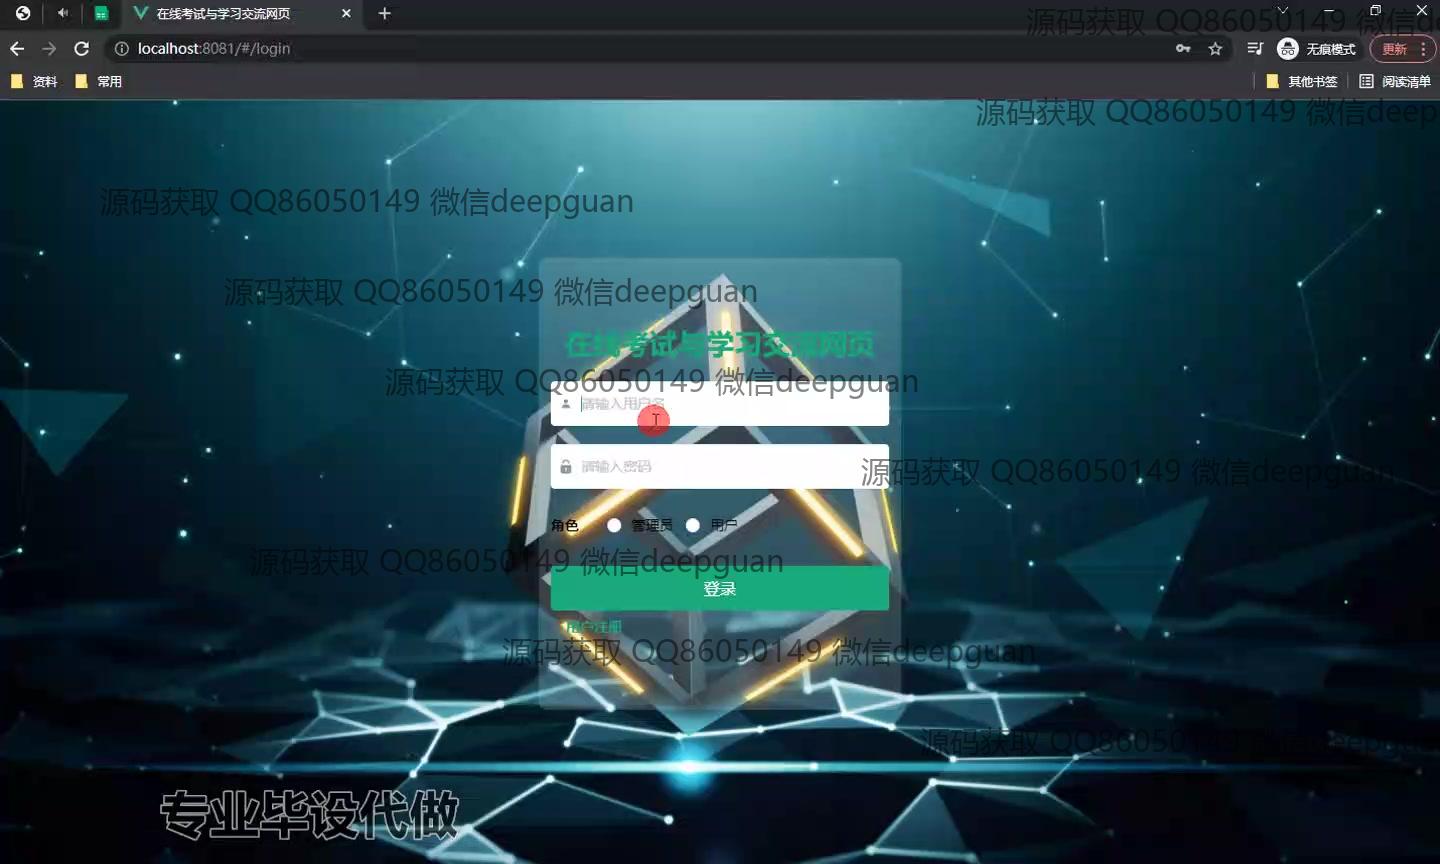 在线考试与学习交流网页
localhost:8081/#/login
无痕模式
更新
资料
常用
其他书签
阅读清单
源码获取 QQ86050149 微信de
源码获取 QQ86050149 微信deep
源码获取 QQ86050149 微信deepguan
源码获取 QQ86050149 微信deepguan
在线考试与学习交流网页
源码获取 QQ86050149 微信deepguan
请输入用户名
请输入密码
源码获取 QQ86050149 微信deepguan
角色
管理员
用户
源码获取 QQ86050149 微信deepguan
登录
用户注册
源码获取 QQ86050149 微信deepguan
源码获取 QQ86050149 微信deepgua
专业毕设代做